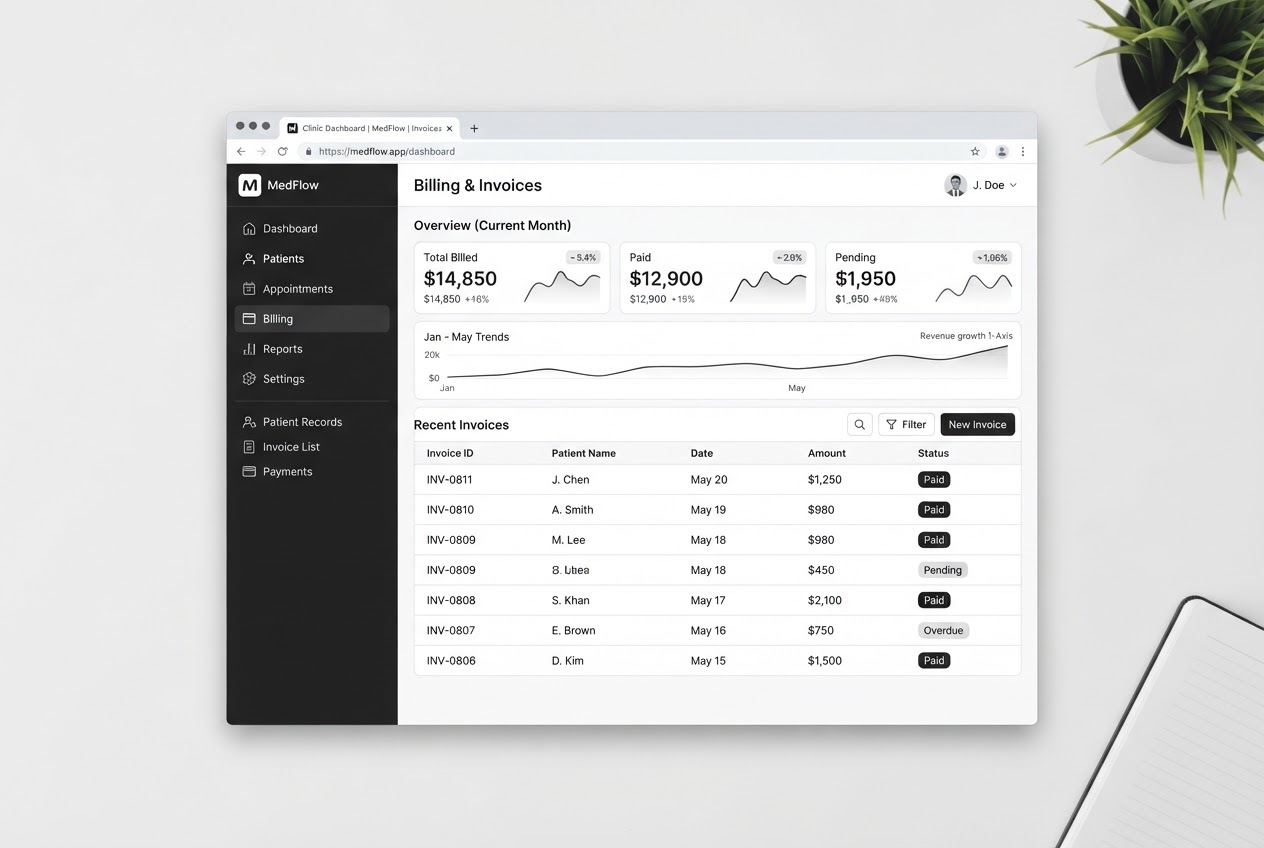 Clinic Dashboard | MedFlow | Invoices
https://medflow.app/dashboard
M MedFlow
Dashboard
Patients
Appointments
Billing
Reports
Settings
Patient Records
Invoice List
Payments
Billing & Invoices
J. Doe
Overview (Current Month)
Total Billed
$14,850
$14,850
Paid
$12,900
$12,900
Pending
$1,950
Jan - May Trends
Revenue growth 1-Axis
20k
$0
Jan May
Recent Invoices
Filter
New Invoice
Invoice ID Patient Name Date Amount Status
INV-0811 J. Chen May 20 $1,250 Paid
INV-0810 A. Smith May 19 $980 Paid
INV-0809 M. Lee May 18 $980 Paid
INV-0809 May 18 $450 Pending
INV-0808 S. Khan May 17 $2,100 Paid
INV-0807 E. Brown May 16 $750 Overdue
INV-0806 D. Kim May 15 $1,500 Paid